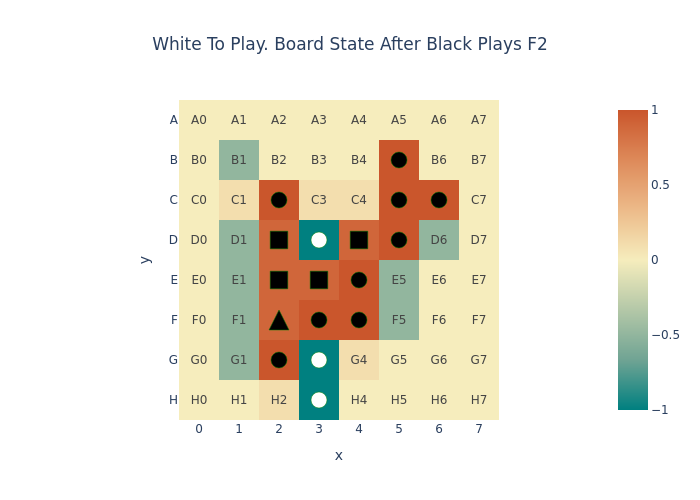 White To Play. Board State After Black Plays F2
A A0 A1 A2 A3 A4 A5 A6 A7
B B0 B1 B2 B3 B4 B6 B7
C C0 C1 C3 C4 C7
D D0 D1 D6 D7
E E0 E1 E5 E6 E7
F F0 F1 F5 F6 F7
G G0 G1 G4 G5 G6 G7
H H0 H1 H2 H4 H5 H6 H7
0 1 2 3 4 5 6 7
x
y
1
0.5
0
−0.5
−1